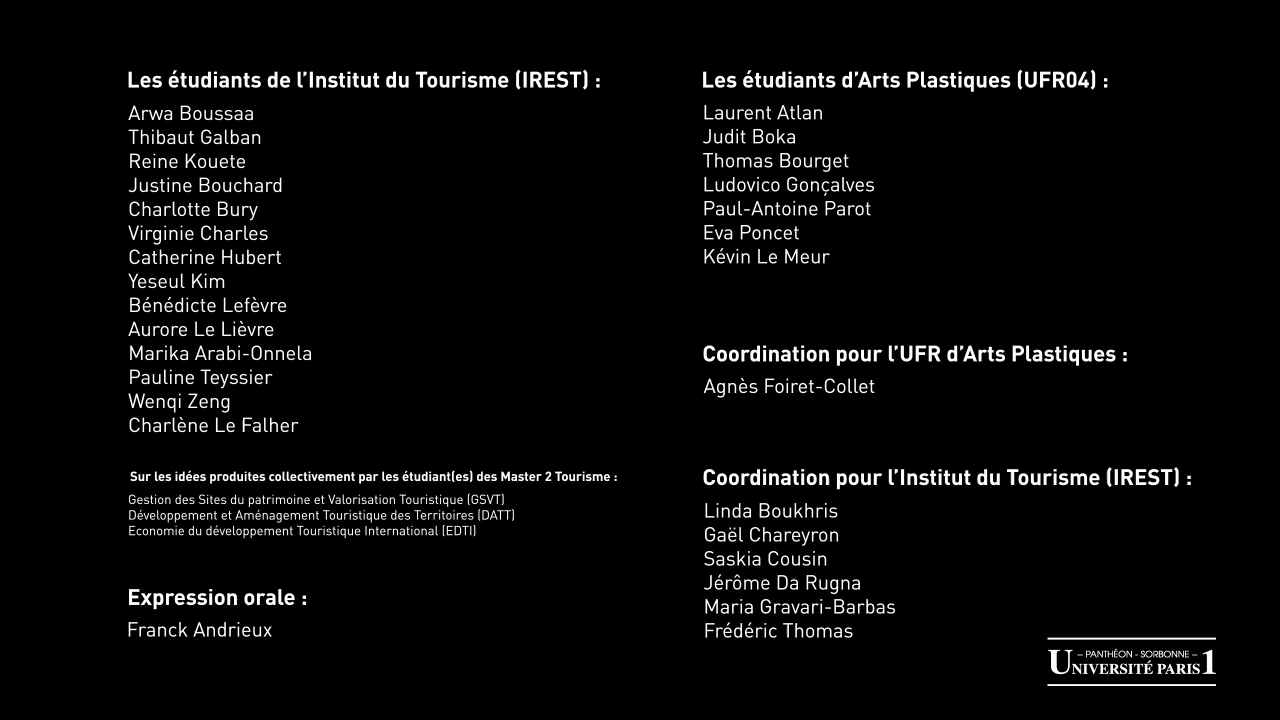 Les étudiants de l’Institut du Tourisme (IREST) :
Arwa Boussaa
Thibaut Galban
Reine Kouete
Justine Bouchard
Charlotte Bury
Virginie Charles
Catherine Hubert
Yeseul Kim
Bénédicte Lefèvre
Aurore Le Lièvre
Marika Arabi-Onnela
Pauline Teyssier
Wenqi Zeng
Charlène Le Falher
Sur les idées produites collectivement par les étudiant(es) des Master 2 Tourisme :
Gestion des Sites du patrimoine et Valorisation Touristique (GSVT)
Développement et Aménagement Touristique des Territoires (DATT)
Economie du développement Touristique International (EDTI)
Expression orale :
Franck Andrieux
Les étudiants d’Arts Plastiques (UFR04) :
Laurent Atlan
Judit Boka
Thomas Bourget
Ludovico Gonçalves
Paul-Antoine Parot
Eva Poncet
Kévin Le Meur
Coordination pour l’UFR d’Arts Plastiques :
Agnès Foiret-Collet
Coordination pour l’Institut du Tourisme (IREST) :
Linda Boukhris
Gaël Chareyron
Saskia Cousin
Jérôme Da Rugna
Maria Gravari-Barbas
Frédéric Thomas
– PANTHÉON - SORBONNE –
UNIVERSITÉ PARIS 1